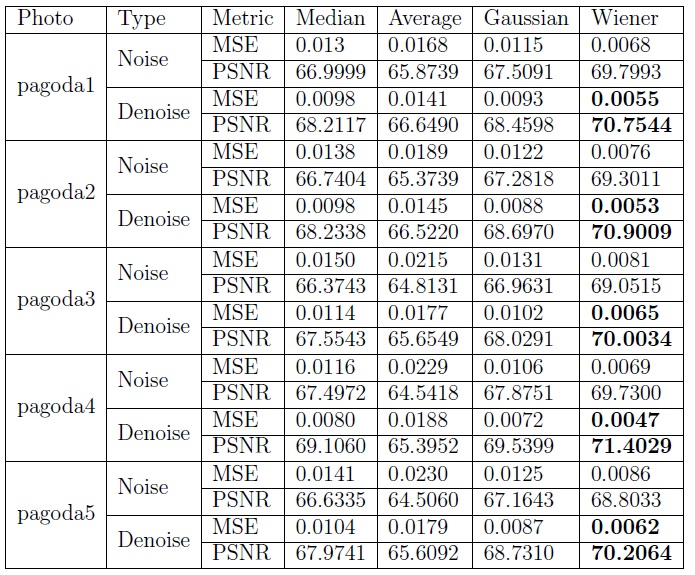 Photo Type Metric Median Average Gaussian Wiener
pagoda1 Noise MSE 0.013 0.0168 0.0115 0.0068
PSNR 66.9999 65.8739 67.5091 69.7993
Denoise MSE 0.0098 0.0141 0.0093 0.0055
PSNR 68.2117 66.6490 68.4598 70.7544
pagoda2 Noise MSE 0.0138 0.0189 0.0122 0.0076
PSNR 66.7404 65.3739 67.2818 69.3011
Denoise MSE 0.0098 0.0145 0.0088 0.0053
PSNR 68.2338 66.5220 68.6970 70.9009
pagoda3 Noise MSE 0.0150 0.0215 0.0131 0.0081
PSNR 66.3743 64.8131 66.9631 69.0515
Denoise MSE 0.0114 0.0177 0.0102 0.0065
PSNR 67.5543 65.6549 68.0291 70.0034
pagoda4 Noise MSE 0.0116 0.0229 0.0106 0.0069
PSNR 67.4972 64.5418 67.8751 69.7300
Denoise MSE 0.0080 0.0188 0.0072 0.0047
PSNR 69.1060 65.3952 69.5399 71.4029
pagoda5 Noise MSE 0.0141 0.0230 0.0125 0.0086
PSNR 66.6335 64.5060 67.1643 68.8033
Denoise MSE 0.0104 0.0179 0.0087 0.0062
PSNR 67.9741 65.6092 68.7310 70.2064